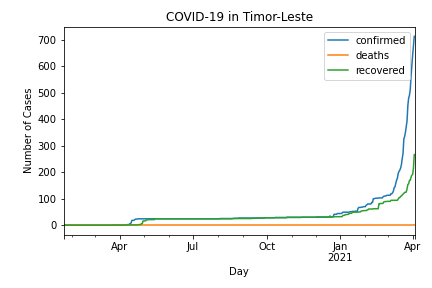 COVID-19 in Timor-Leste
confirmed
deaths
recovered
Number of Cases
700
600
500
400
300
200
100
0
Apr
Jul
Oct
Jan
2021
Apr
Day